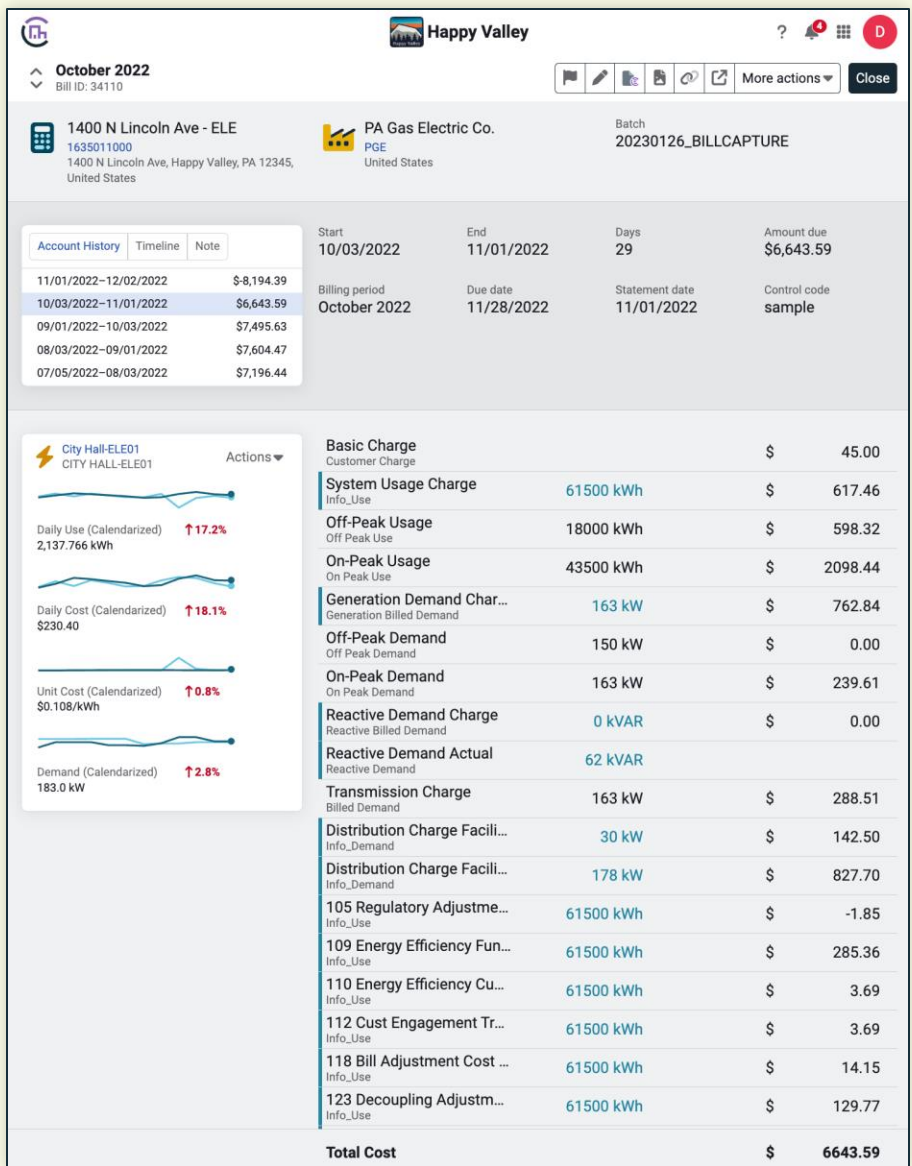 Happy Valley
? 4 D
October 2022
Bill ID: 34110
More actions
Close
1400 N Lincoln Ave - ELE
1635011000
1400 N Lincoln Ave, Happy Valley, PA 12345,
United States
PA Gas Electric Co.
PGE
United States
Batch
20230126_BILLCAPTURE
Account History Timeline Note
11/01/2022–12/02/2022 $-8,194.39
10/03/2022–11/01/2022 $6,643.59
09/01/2022–10/03/2022 $7,495.63
08/03/2022–09/01/2022 $7,604.47
07/05/2022–08/03/2022 $7,196.44
Start End Days Amount due
10/03/2022 11/01/2022 29 $6,643.59
Billing period Due date Statement date Control code
October 2022 11/28/2022 11/01/2022 sample
City Hall-ELE01
CITY HALL-ELE01
Actions
Daily Use (Calendarized) ↑17.2%
2,137.766 kWh
Daily Cost (Calendarized) ↑18.1%
$230.40
Unit Cost (Calendarized) ↑0.8%
$0.108/kWh
Demand (Calendarized) ↑2.8%
183.0 kW
Basic Charge $ 45.00
Customer Charge
System Usage Charge 61500 kWh $ 617.46
Info_Use
Off-Peak Usage 18000 kWh $ 598.32
Off Peak Use
On-Peak Usage 43500 kWh $ 2098.44
On Peak Use
Generation Demand Char... 163 kW $ 762.84
Generation Billed Demand
Off-Peak Demand 150 kW $ 0.00
Off Peak Demand
On-Peak Demand 163 kW $ 239.61
On Peak Demand
Reactive Demand Charge 0 kVAR $ 0.00
Reactive Billed Demand
Reactive Demand Actual 62 kVAR
Reactive Demand
Transmission Charge 163 kW $ 288.51
Billed Demand
Distribution Charge Facili... 30 kW $ 142.50
Info_Demand
Distribution Charge Facili... 178 kW $ 827.70
Info_Demand
105 Regulatory Adjustme... 61500 kWh $ -1.85
Info_Use
109 Energy Efficiency Fun... 61500 kWh $ 285.36
Info_Use
110 Energy Efficiency Cu... 61500 kWh $ 3.69
Info_Use
112 Cust Engagement Tr... 61500 kWh $ 3.69
Info_Use
118 Bill Adjustment Cost ... 61500 kWh $ 14.15
Info_Use
123 Decoupling Adjustm... 61500 kWh $ 129.77
Info_Use
Total Cost $ 6643.59